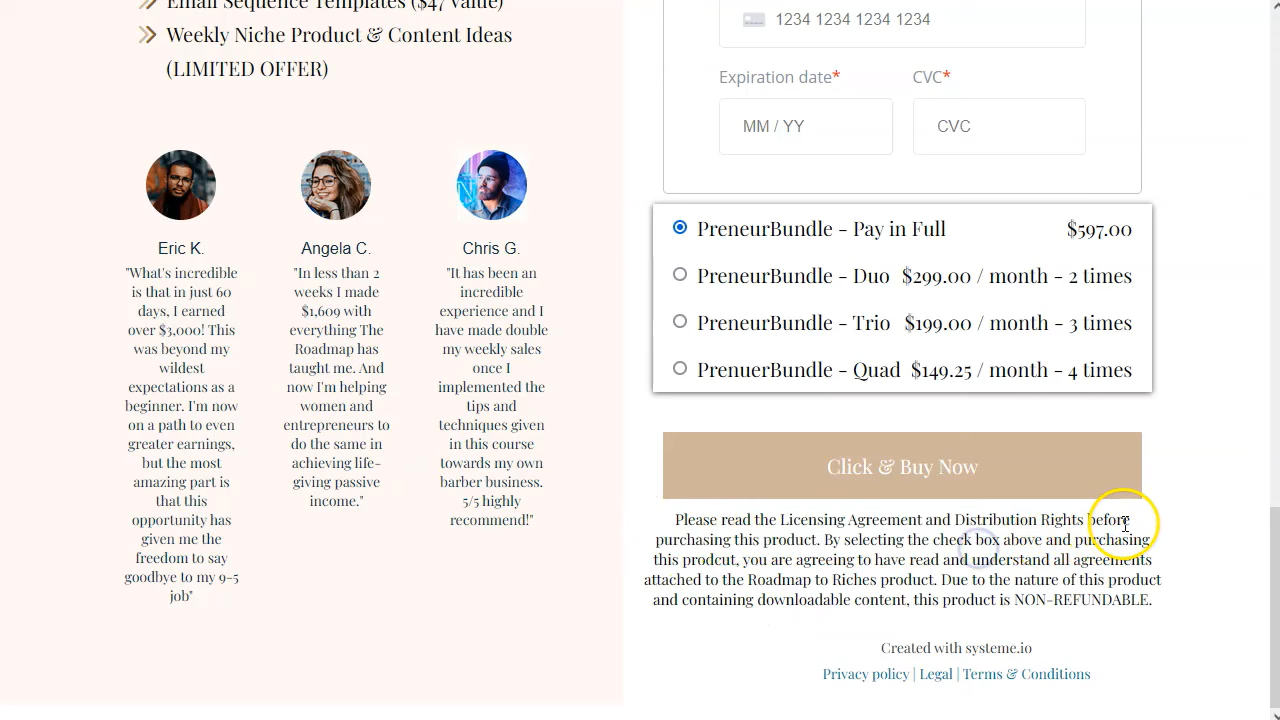 Email Sequence Templates ($47 Value)
Weekly Niche Product & Content Ideas
(LIMITED OFFER)
Eric K.
"What's incredible
is that in just 60
days, I earned
over $3,000! This
was beyond my
wildest
expectations as a
beginner. I'm now
on a path to even
greater earnings,
but the most
amazing part is
that this
opportunity has
given me the
freedom to say
goodbye to my 9-5
job"
Angela C.
"In less than 2
weeks I made
$1,609 with
everything The
Roadmap has
taught me. And
now I'm helping
women and
entrepreneurs to
do the same in
achieving life-
giving passive
income."
Chris G.
"It has been an
incredible
experience and I
have made double
my weekly sales
once I
implemented the
tips and
techniques given
in this course
towards my own
barber business.
5/5 highly
recommend!"
1234 1234 1234 1234
Expiration date* CVC*
MM / YY CVC
PreneurBundle - Pay in Full $597.00
PreneurBundle - Duo $299.00 / month - 2 times
PreneurBundle - Trio $199.00 / month - 3 times
PrenuerBundle - Quad $149.25 / month - 4 times
Click & Buy Now
Please read the Licensing Agreement and Distribution Rights before
purchasing this product. By selecting the check box above and purchasing
this prodcut, you are agreeing to have read and understand all agreements
attached to the Roadmap to Riches product. Due to the nature of this product
and containing downloadable content, this product is NON-REFUNDABLE.
Created with systeme.io
Privacy policy | Legal | Terms & Conditions